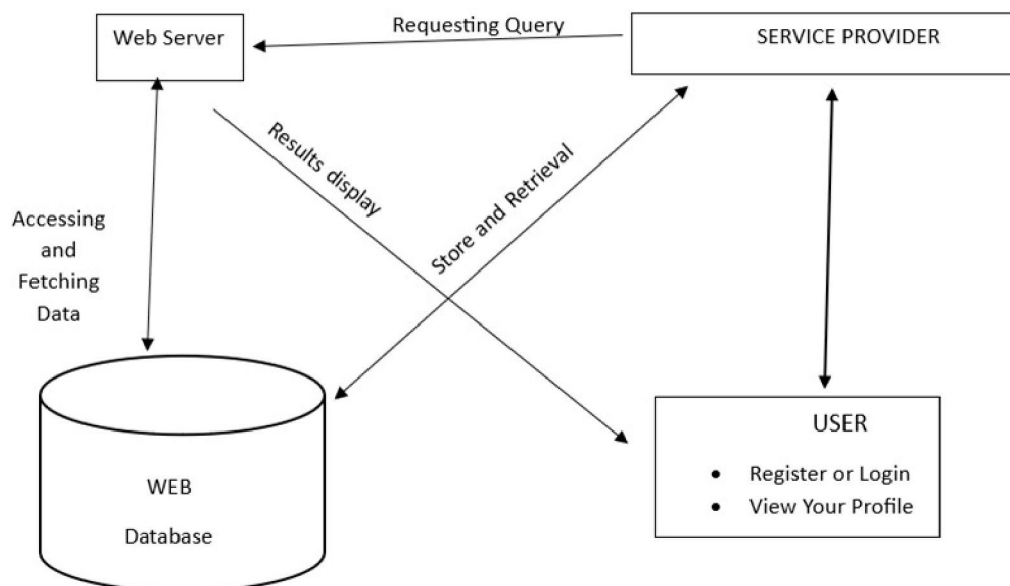 Web Server
Requesting Query
SERVICE PROVIDER
Results display
Store and Retrieval
Accessing
and
Fetching
Data
WEB
Database
USER
• Register or Login
• View Your Profile